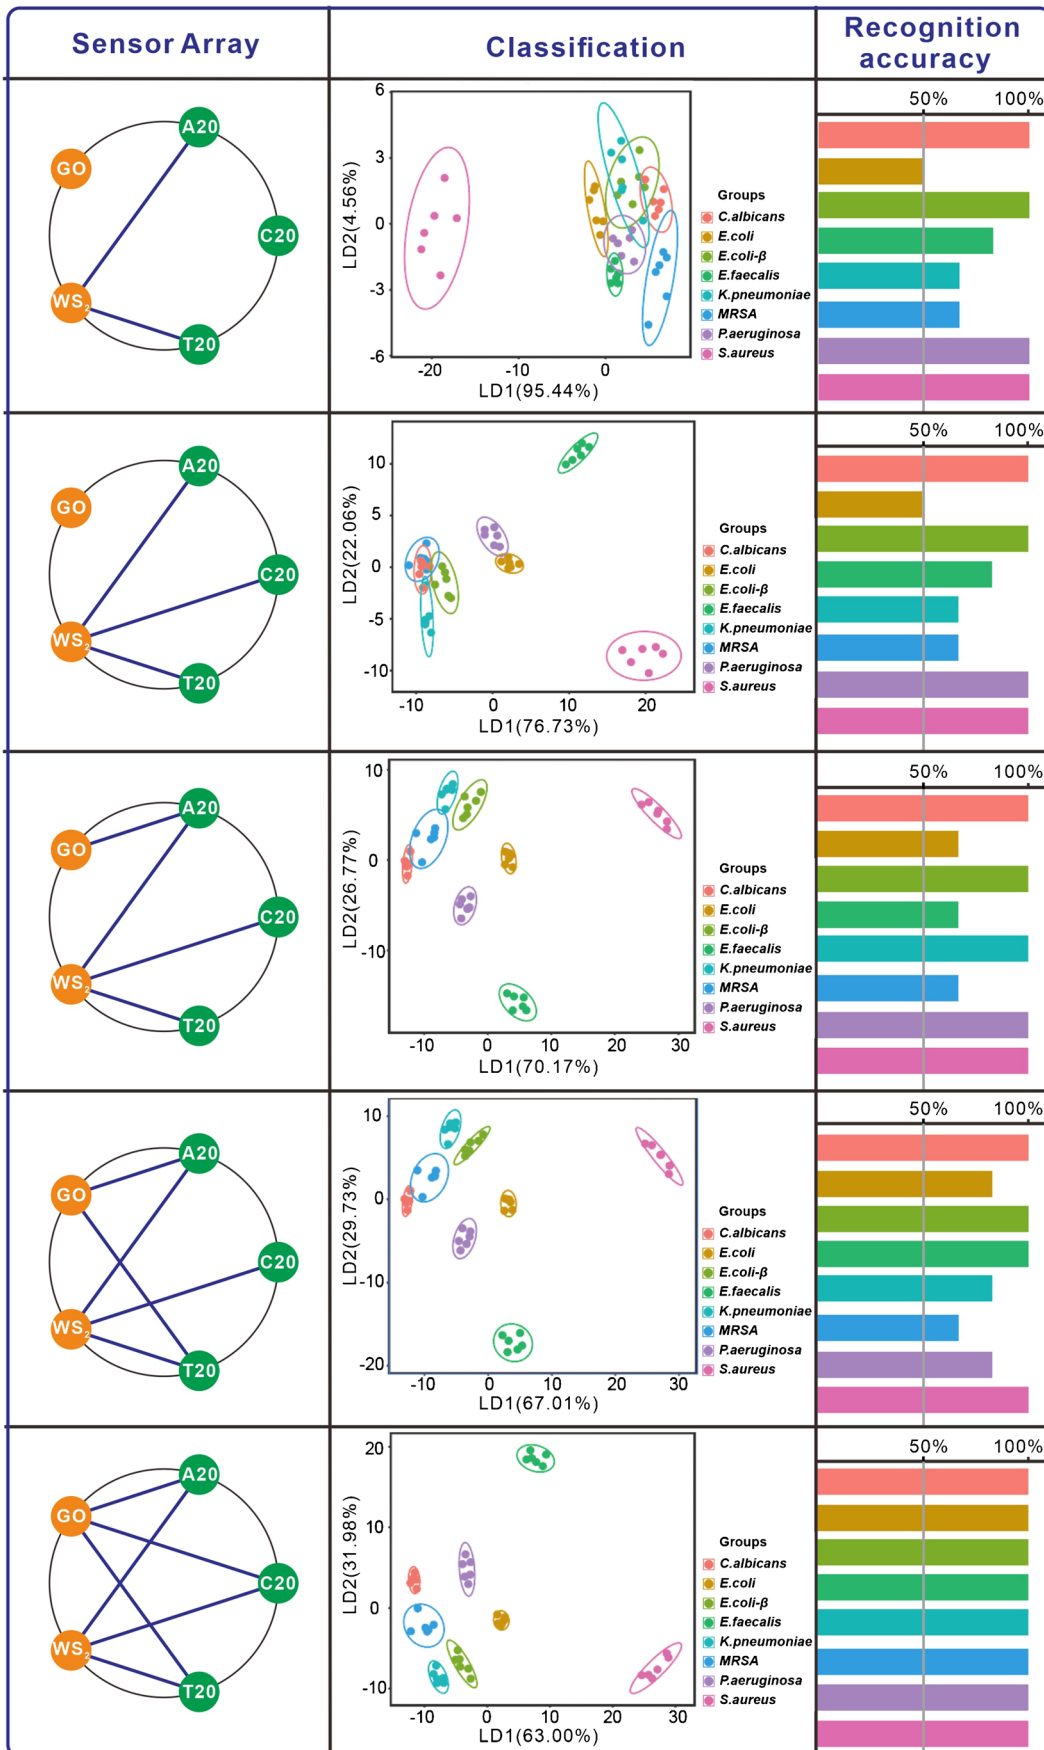 Sensor Array
Classification
Recognition
accuracy
A20
GO
C20
WS2
T20
6
3
0
-3
-6
LD2(4.56%)
-20
-10
0
LD1(95.44%)
Groups
C.albicans
E.coli
E.coli-β
E.faecalis
K.pneumoniae
MRSA
P.aeruginosa
S.aureus
50%
100%
A20
GO
C20
WS2
T20
10
5
0
-5
-10
LD2(22.06%)
-10
0
10
20
LD1(76.73%)
Groups
C.albicans
E.coli
E.coli-β
E.faecalis
K.pneumoniae
MRSA
P.aeruginosa
S.aureus
50%
100%
A20
GO
C20
WS2
T20
10
0
-10
LD2(26.77%)
-10
0
10
20
30
LD1(70.17%)
Groups
C.albicans
E.coli
E.coli-β
E.faecalis
K.pneumoniae
MRSA
P.aeruginosa
S.aureus
50%
100%
A20
GO
C20
WS2
T20
10
0
-10
-20
LD2(29.73%)
-10
0
10
20
30
LD1(67.01%)
Groups
C.albicans
E.coli
E.coli-β
E.faecalis
K.pneumoniae
MRSA
P.aeruginosa
S.aureus
50%
100%
A20
GO
C20
WS2
T20
20
10
0
-10
LD2(31.98%)
-10
0
10
20
30
LD1(63.00%)
Groups
C.albicans
E.coli
E.coli-β
E.faecalis
K.pneumoniae
MRSA
P.aeruginosa
S.aureus
50%
100%